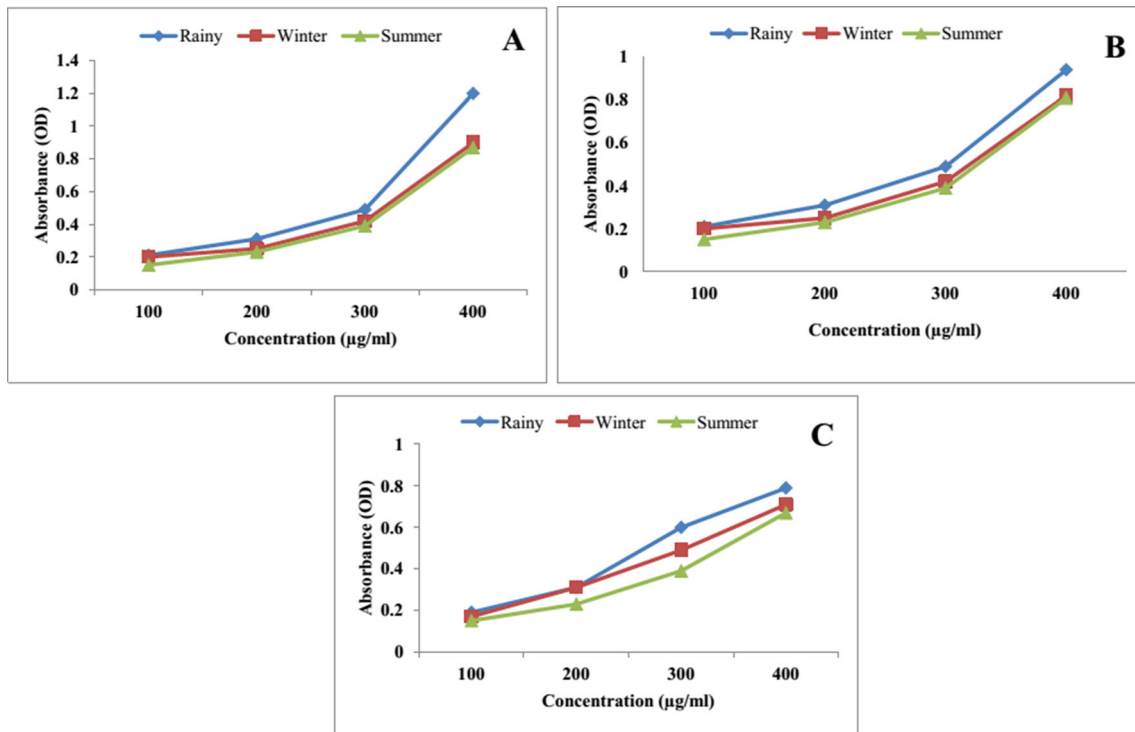 Rainy Winter Summer
A
1.4
1.2
1
0.8
0.6
0.4
0.2
0
Absorbance (OD)
100 200 300 400
Concentration (µg/ml)
Rainy Winter Summer
B
1
0.8
0.6
0.4
0.2
0
Absorbance (OD)
100 200 300 400
Concentration (µg/ml)
Rainy Winter Summer
C
1
0.8
0.6
0.4
0.2
0
Absorbance (OD)
100 200 300 400
Concentration (µg/ml)